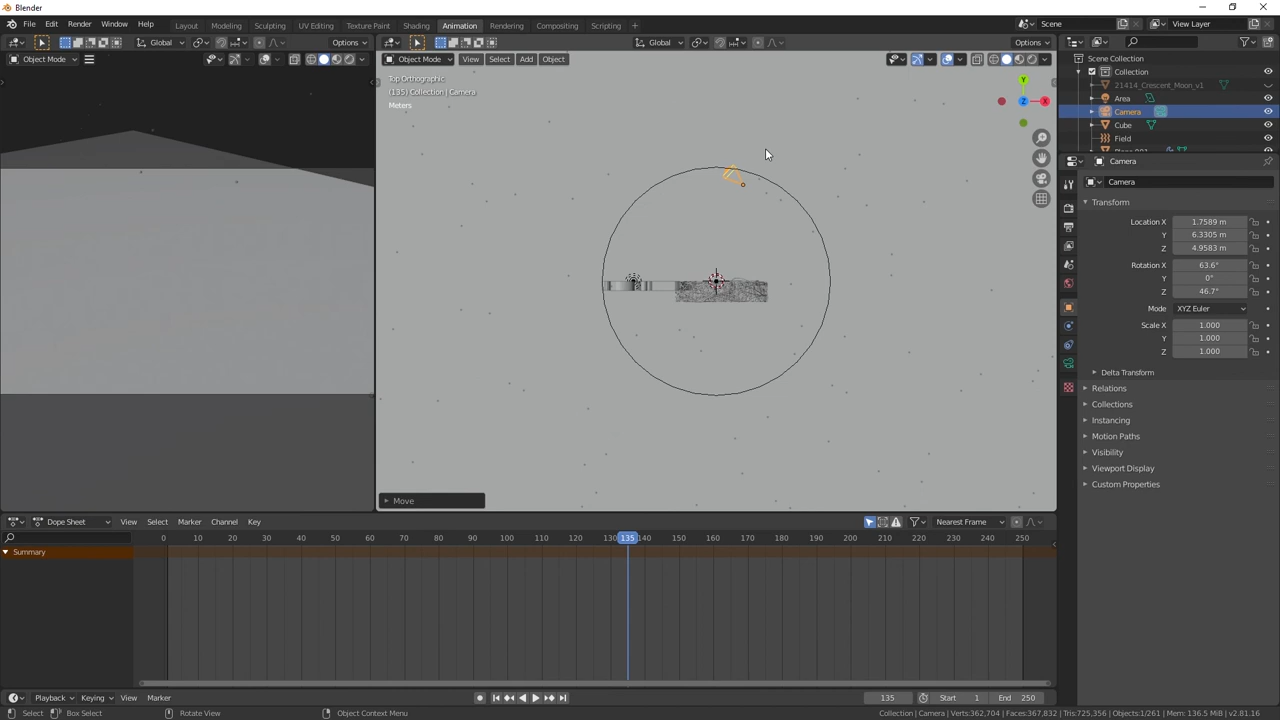 Blender
File Edit Render Window Help
Layout Modeling Sculpting UV Editing Texture Paint Shading Animation Rendering Compositing Scripting +
Scene View Layer
Global Options
Global Options
Object Mode
Object Mode View Select Add Object
Top Orthographic
(135) Collection | Camera
Meters
Y
Z
X
Move
Scene Collection
Collection
21414_Crescent_Moon_v1
Area
Camera
Cube
Field
Camera
Camera
Transform
Location X 1.7589 m
Y 6.3305 m
Z 4.9583 m
Rotation X 63.6°
Y 0°
Z 46.7°
Mode XYZ Euler
Scale X 1.000
Y 1.000
Z 1.000
Delta Transform
Relations
Collections
Instancing
Motion Paths
Visibility
Viewport Display
Custom Properties
Dope Sheet View Select Marker Channel Key Nearest Frame
0 10 20 30 40 50 60 70 80 90 100 110 120 130 135 140 150 160 170 180 190 200 210 220 230 240 250
Summary
Playback Keying View Marker 135 Start 1 End 250
Select Box Select Rotate View Object Context Menu Collection | Camera | Verts:362,704 | Faces:367,832 | Tris:725,356 | Objects:1/261 | Mem: 136.5 MiB | v2.81.16